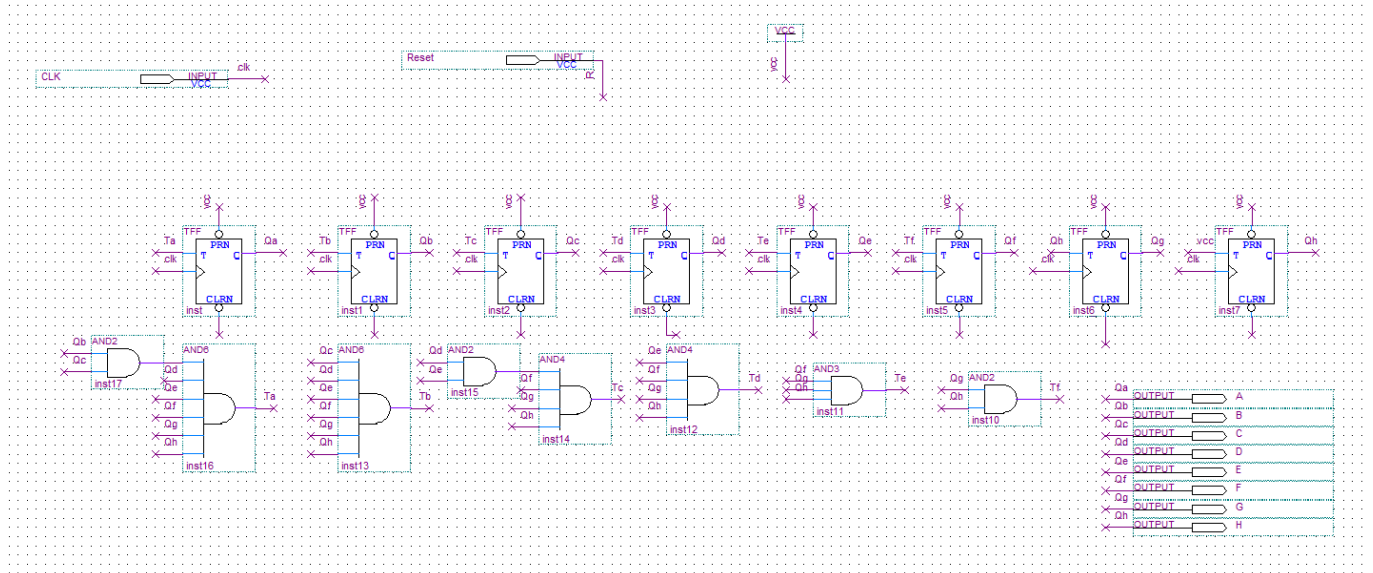 VCC
VCC
CLK
INPUT
VCC
clk
Reset
INPUT
VCC
R
VCC VCC VCC VCC VCC VCC VCC VCC
TFF TFF TFF TFF TFF TFF TFF TFF
Ta PRN T Q Qa
Tb PRN T Q Qb
Tc PRN T Q Qc
Td PRN T Q Qd
Te PRN T Q Qe
Tf PRN T Q Qf
Qh PRN T Q Qg
vcc PRN T Q Qh
clk clk clk clk clk clk clk clk
CLRN CLRN CLRN CLRN CLRN CLRN CLRN CLRN
inst inst1 inst2 inst3 inst4 inst5 inst6 inst7
AND2
Qb
Qc
inst17
AND6
Qd
Qe
Qf
Qg
Qh
Ta
inst16
AND6
Qc
Qd
Qe
Qf
Qg
Qh
Tb
inst13
AND2
Qd
Qe
inst15
AND4
Qf
Qg
Qh
Tc
inst14
AND4
Qe
Qf
Qg
Qh
Td
inst12
AND3
Qf
Qg
Qh
Te
inst11
AND2
Qg
Qh
Tf
inst10
Qa OUTPUT A
Qb OUTPUT B
Qc OUTPUT C
Qd OUTPUT D
Qe OUTPUT E
Qf OUTPUT F
Qg OUTPUT G
Qh OUTPUT H